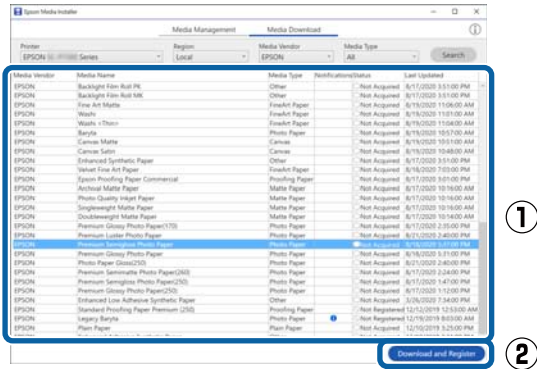 Epson Media Installer
Media Management Media Download
Printer Region Media Vendor Media Type
EPSON Series Local EPSON All Search
Media Vendor Media Name Media Type Notifications Status Last Updated
EPSON Backlight Film Roll PK Other Not Acquired 8/17/2020 3:51:00 PM
EPSON Backlight Film Roll MK Other Not Acquired 8/17/2020 3:51:00 PM
EPSON Fine Art Matte FineArt Paper Not Acquired 8/19/2020 11:06:00 AM
EPSON Washi FineArt Paper Not Acquired 8/19/2020 11:01:00 AM
EPSON Washi <Thin> FineArt Paper Not Acquired 8/19/2020 11:04:00 AM
EPSON Baryta Photo Paper Not Acquired 8/19/2020 10:57:00 AM
EPSON Canvas Matte Canvas Not Acquired 8/19/2020 10:51:00 AM
EPSON Canvas Satin Canvas Not Acquired 8/19/2020 10:48:00 AM
EPSON Enhanced Synthetic Paper Other Not Acquired 8/17/2020 3:51:00 PM
EPSON Velvet Fine Art Paper FineArt Paper Not Acquired 8/18/2020 7:03:00 PM
EPSON Epson Proofing Paper Commercial Proofing Paper Not Acquired 8/17/2020 3:01:00 PM
EPSON Archival Matte Paper Matte Paper Not Acquired 8/17/2020 10:16:00 AM
EPSON Photo Quality Inkjet Paper Matte Paper Not Acquired 8/17/2020 10:16:00 AM
EPSON Singleweight Matte Paper Matte Paper Not Acquired 8/17/2020 10:16:00 AM
EPSON Doubleweight Matte Paper Matte Paper Not Acquired 8/17/2020 10:14:00 AM
EPSON Premium Glossy Photo Paper(170) Photo Paper Not Acquired 8/17/2020 2:35:00 PM
EPSON Premium Luster Photo Paper Photo Paper Not Acquired 8/21/2020 2:40:00 PM
EPSON Premium Semigloss Photo Paper Photo Paper Not Acquired 8/18/2020 5:37:00 PM
EPSON Premium Glossy Photo Paper Photo Paper Not Acquired 8/18/2020 5:31:00 PM
EPSON Photo Paper Gloss(250) Photo Paper Not Acquired 8/21/2020 2:40:00 PM
EPSON Premium Semimatte Photo Paper(260) Photo Paper Not Acquired 8/17/2020 2:24:00 PM
EPSON Premium Semigloss Photo Paper(250) Photo Paper Not Acquired 8/17/2020 1:47:00 PM
EPSON Premium Glossy Photo Paper(250) Photo Paper Not Acquired 8/17/2020 1:12:00 PM
EPSON Enhanced Low Adhesive Synthetic Paper Other Not Acquired 3/26/2020 7:34:00 PM
EPSON Standard Proofing Paper Premium (250) Proofing Paper Not Registered 12/12/2019 12:53:00 AM
EPSON Legacy Baryta Photo Paper Not Registered 12/19/2019 8:03:00 AM
EPSON Plain Paper Plain Paper Not Acquired 12/10/2019 3:25:00 PM
Download and Register
①
②